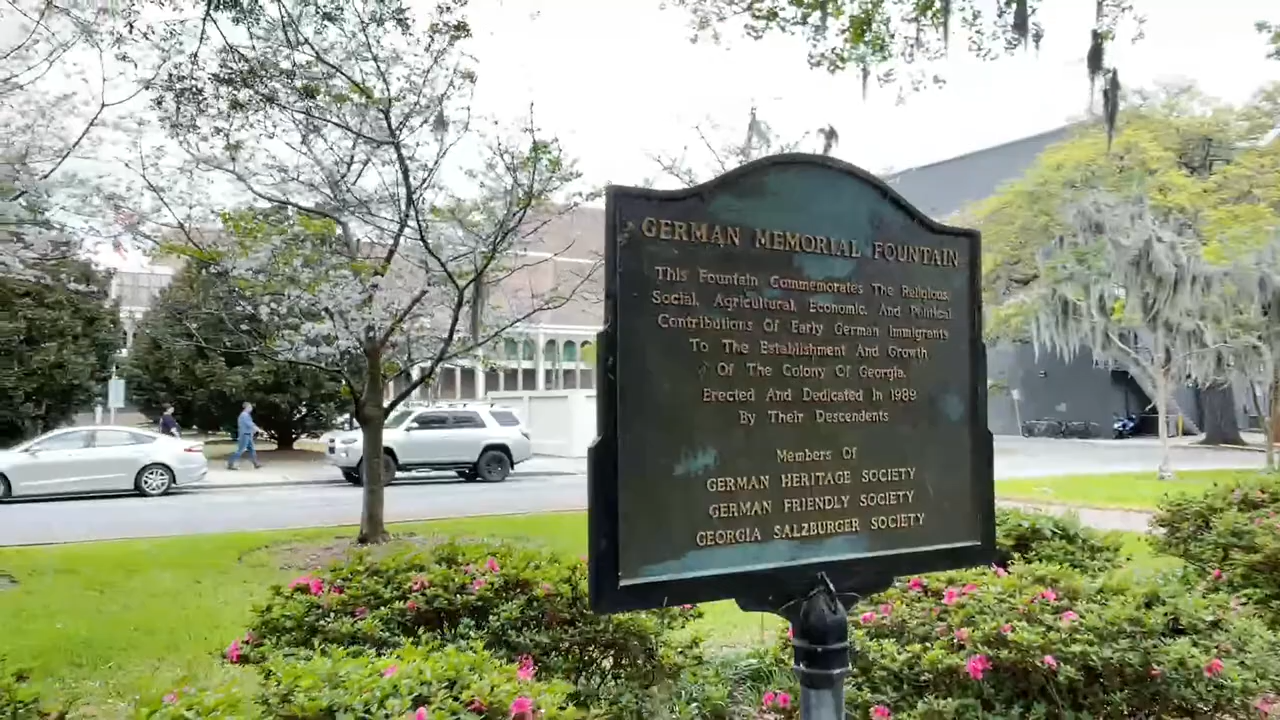 GERMAN MEMORIAL FOUNTAIN
This Fountain Commemorates The Religious,
Social, Agricultural, Economic, And Political
Contributions Of Early German Immigrants
To The Establishment And Growth
Of The Colony Of Georgia.
Erected And Dedicated In 1989
By Their Descendents
Members Of
GERMAN HERITAGE SOCIETY
GERMAN FRIENDLY SOCIETY
GEORGIA SALZBURGER SOCIETY